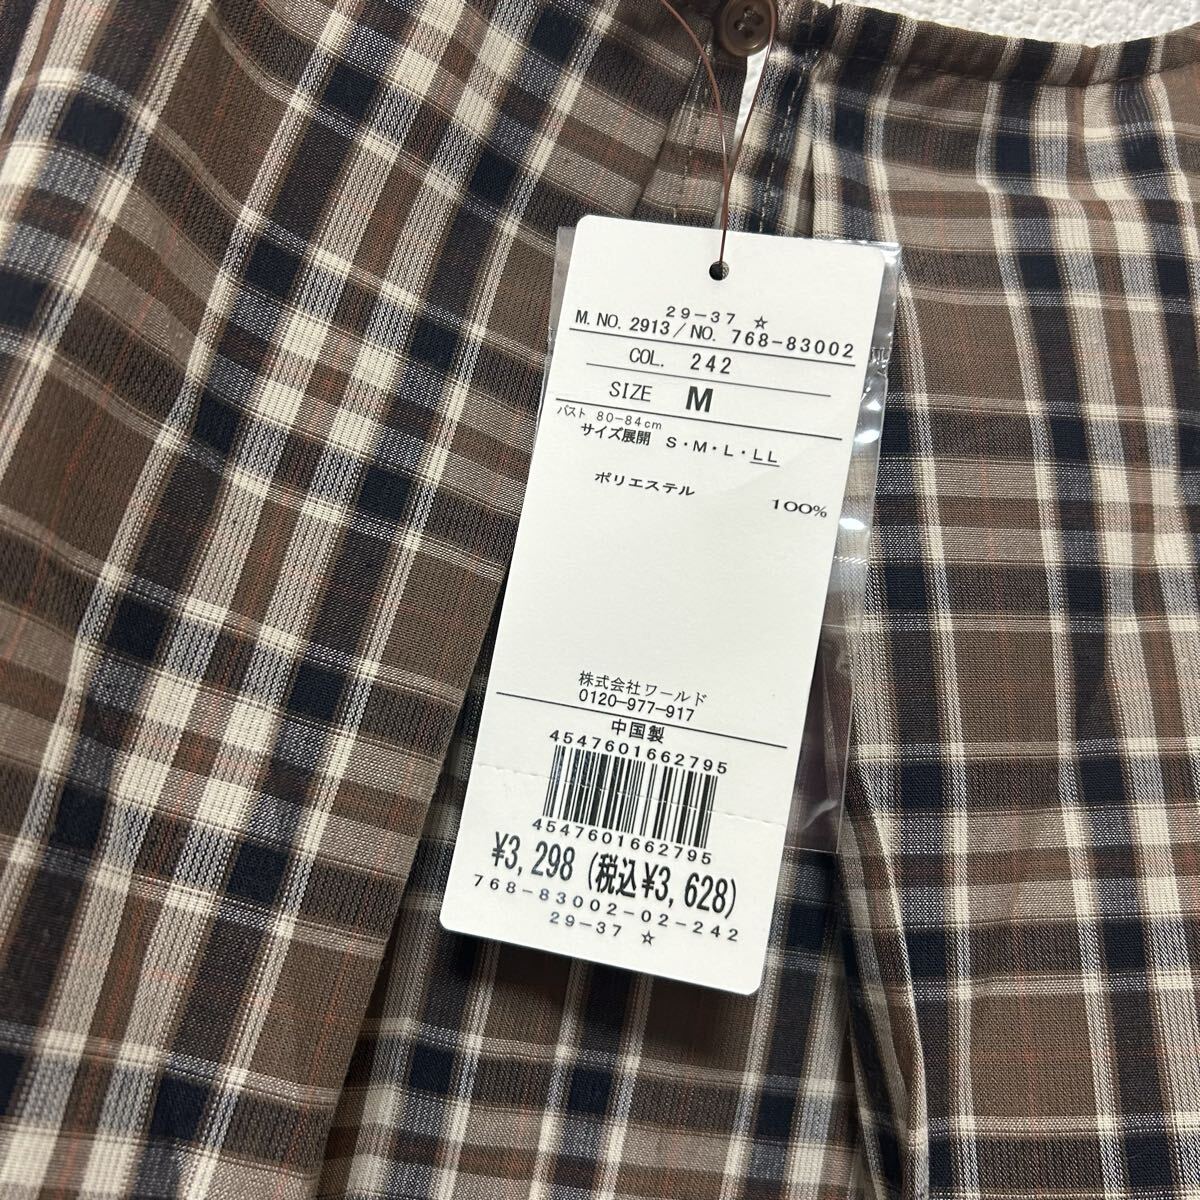 29-37 ☆
M. NO. 2913 / NO. 768-83002
COL. 242
SIZE M
バスト 80-84cm
サイズ展開 S・M・L・LL
ポリエステル 100%
株式会社ワールド
0120-977-917
中国製
4547601662795
4547601662795
¥3,298 (税込¥3,628)
768-83002-02-242
29-37 ☆